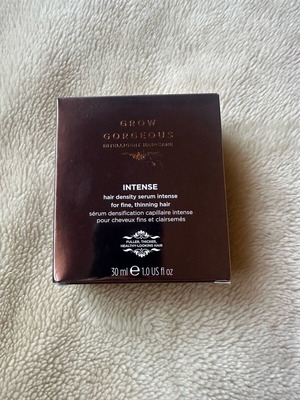 GROW
GORGEOUS
INTENSE
hair density serum intense
for fine, thinning hair
sérum densification capillaire intense
pour cheveux fins et clairsemés
FULLER, THICKER,
HEALTHY-LOOKING HAIR
30 ml e 1.0 US fl oz